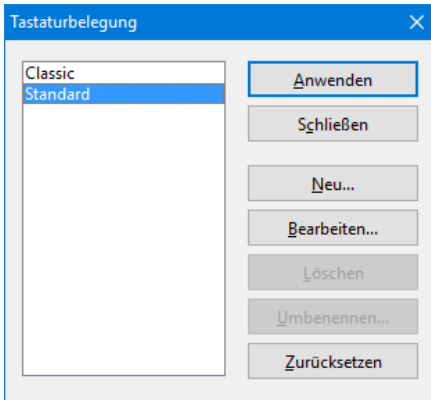 Tastaturbelegung
Classic
Standard
Anwenden
Schließen
Neu...
Bearbeiten...
Löschen
Umbenennen...
Zurücksetzen